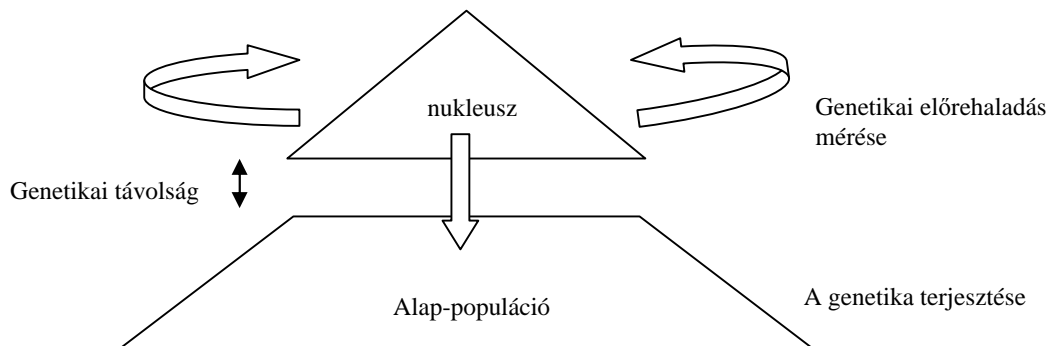 nukleusz
Genetikai előrehaladás
mérése
Genetikai távolság
Alap-populáció
A genetika terjesztése